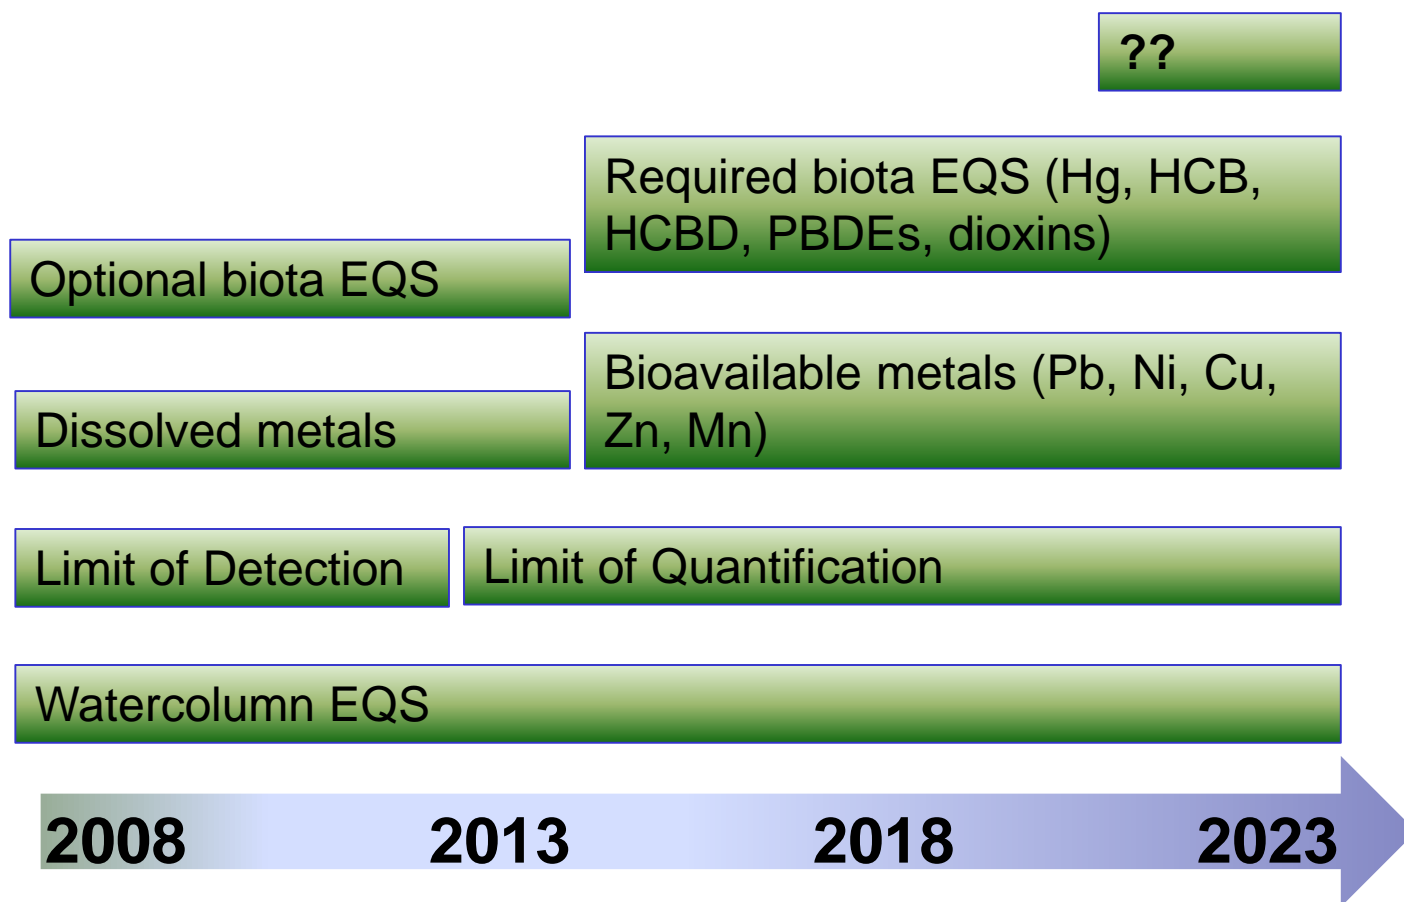 ??
Required biota EQS (Hg, HCB,
HCBD, PBDEs, dioxins)
Optional biota EQS
Bioavailable metals (Pb, Ni, Cu,
Zn, Mn)
Dissolved metals
Limit of Detection
Limit of Quantification
Watercolumn EQS
2008 2013 2018 2023